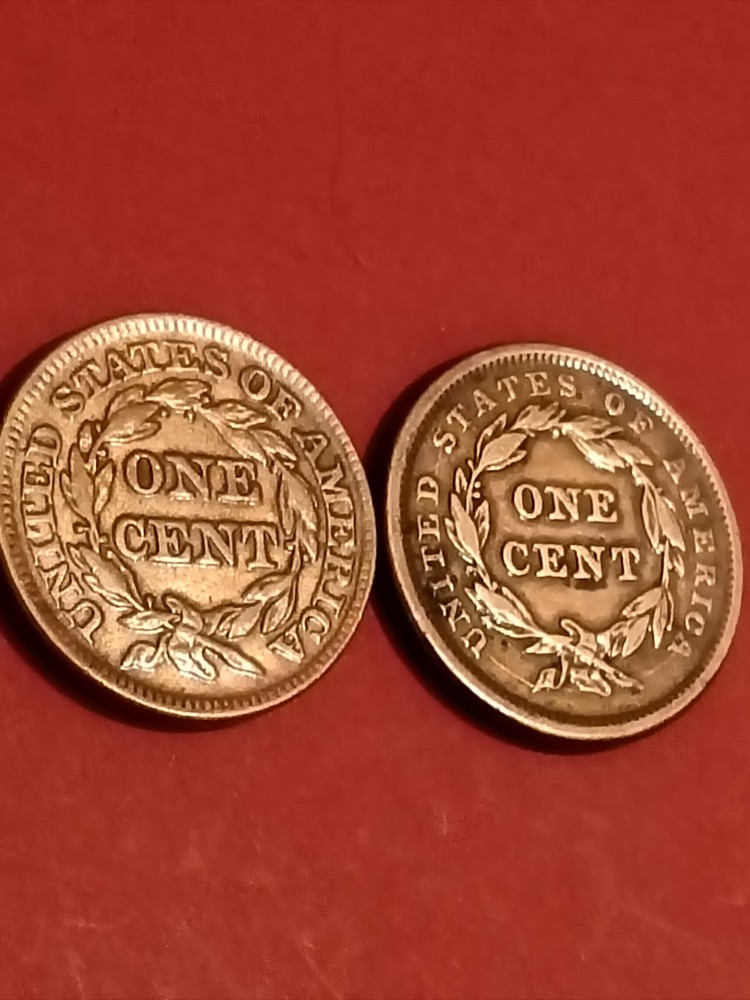 UNITED STATES OF AMERICA
ONE
CENT
UNITED STATES OF AMERICA
ONE
CENT